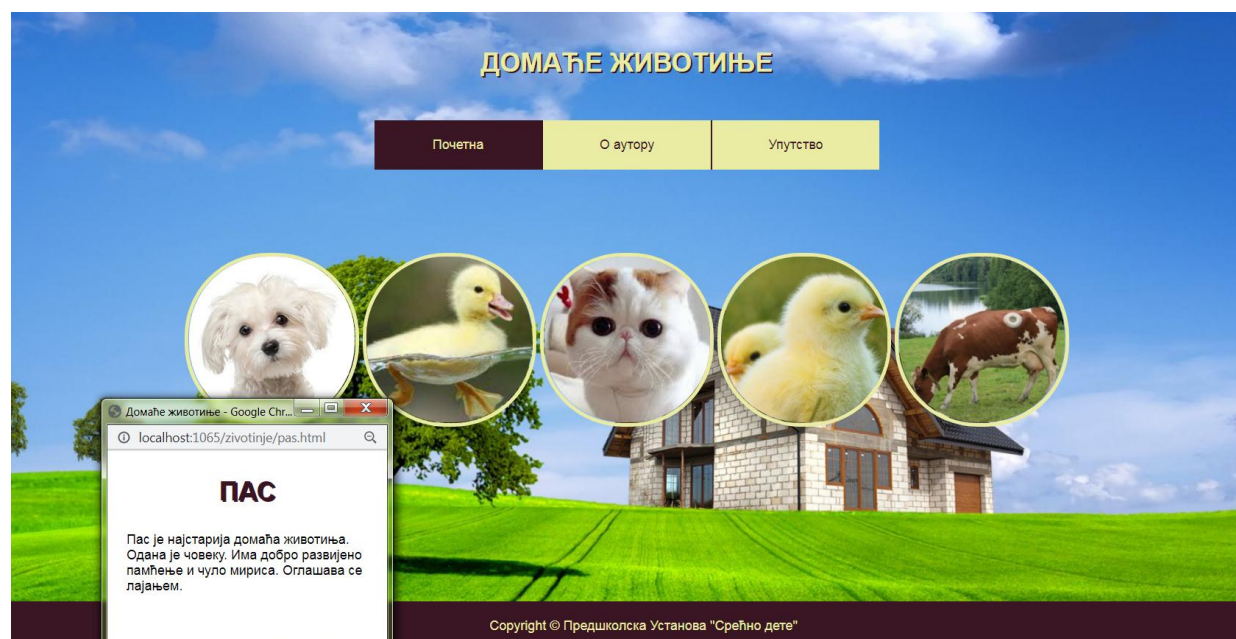 ДОМАЋЕ ЖИВОТИЊЕ
Почетна
О аутору
Упутство
Домаће животиње - Google Chr...
localhost:1065/zivotinje/pas.html
ПАС
Пас је најстарија домаћа животиња.
Одана је човеку. Има добро развијено
памћење и чуло мириса. Оглашава се
лајањем.
Copyright © Предшколска Установа "Срећно дете"